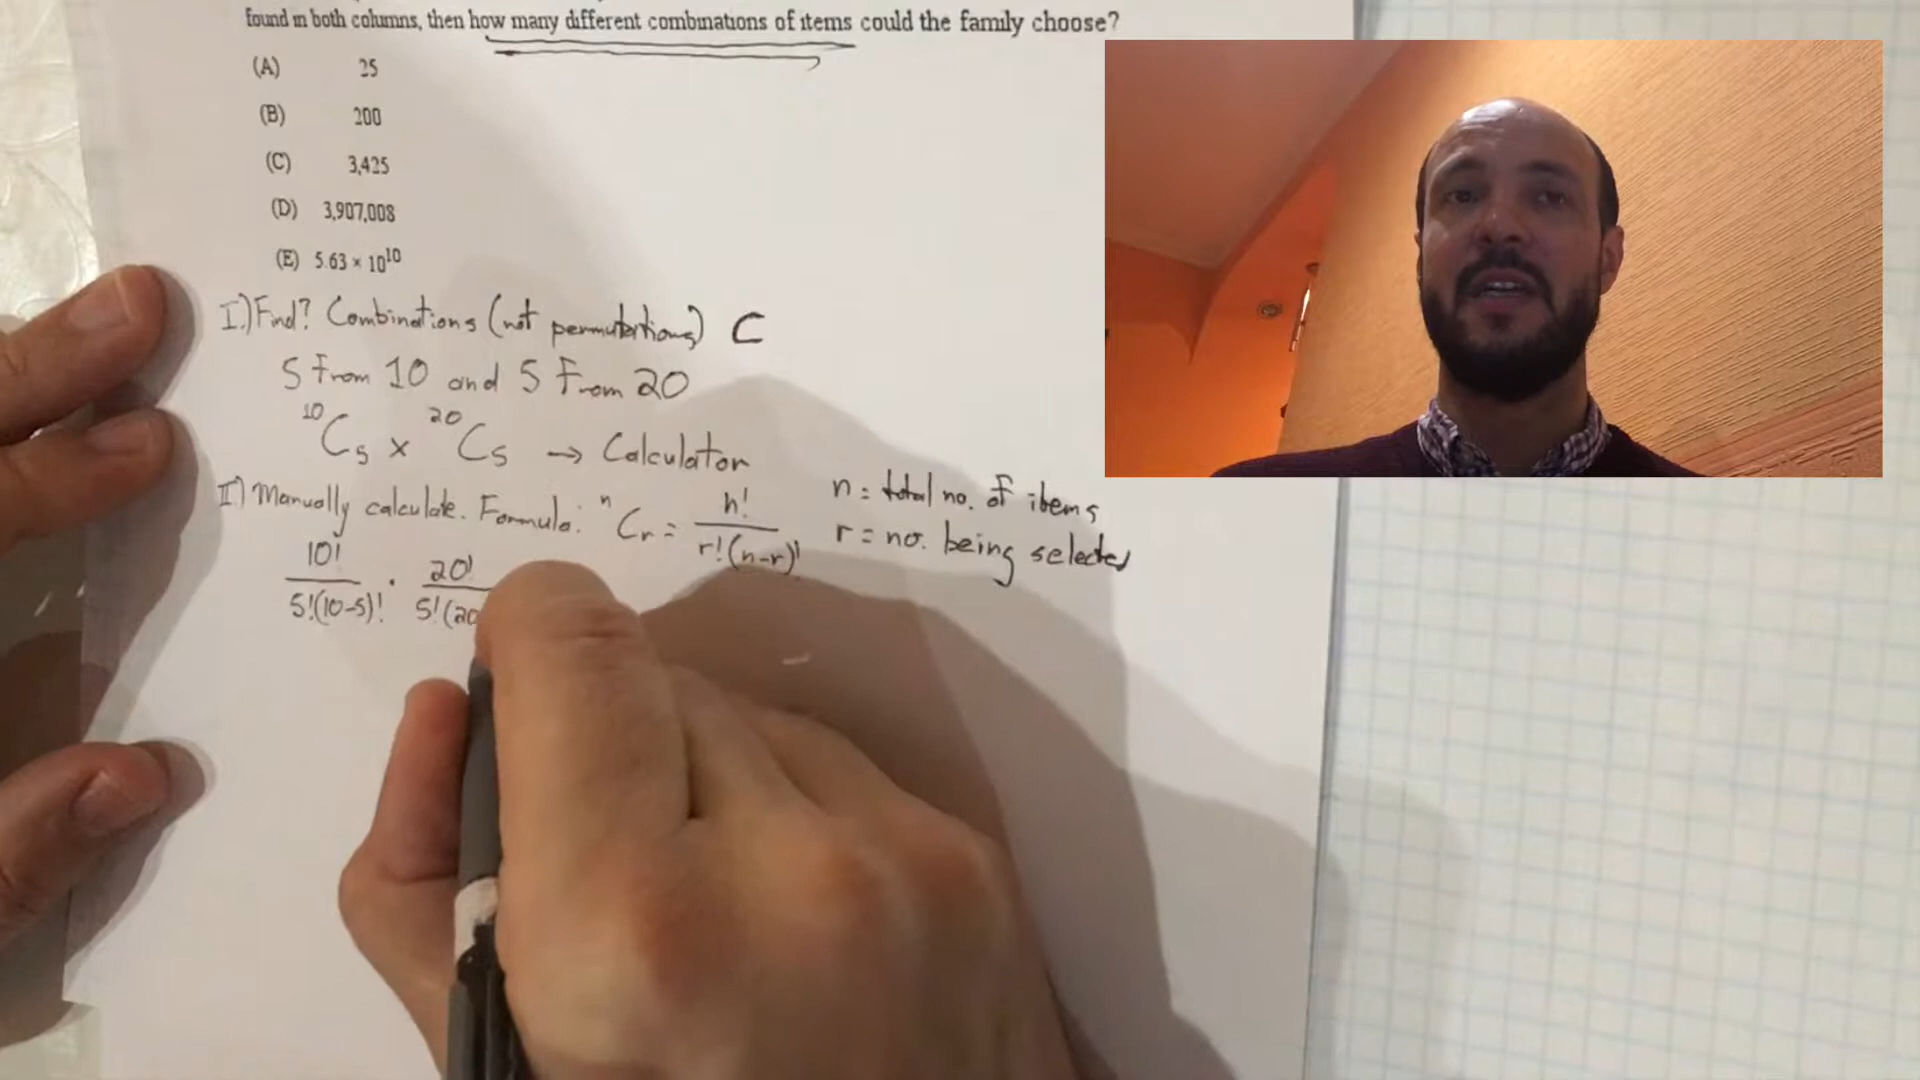 found in both columns, then how many different combinations of items could the family choose?
(A) 25
(B) 200
(C) 3,425
(D) 3,907,008
(E) 5.63 × 10¹⁰
I.) Find? Combinations (not permutations) C
5 from 10 and 5 from 20
¹⁰C₅ x ²⁰C₅ → Calculator
II) Manually calculate. Formula: ⁿCr = n! / r!(n-r)!
n = total no. of items
r = no. being selected
10! / 5!(10-5)! · 20! / 5!(20